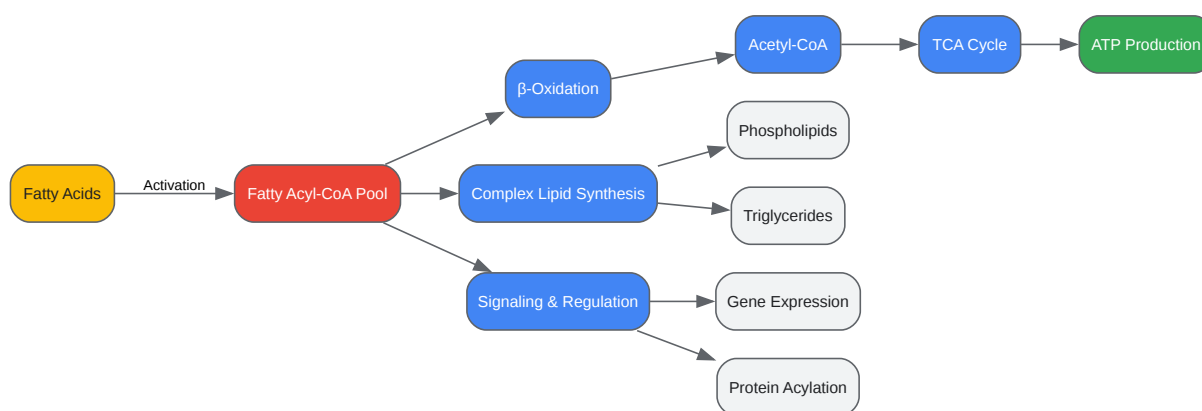 Acetyl-CoA
TCA Cycle
ATP Production
β-Oxidation
Phospholipids
Fatty Acids
Activation
Fatty Acyl-CoA Pool
Complex Lipid Synthesis
Triglycerides
Signaling & Regulation
Gene Expression
Protein Acylation